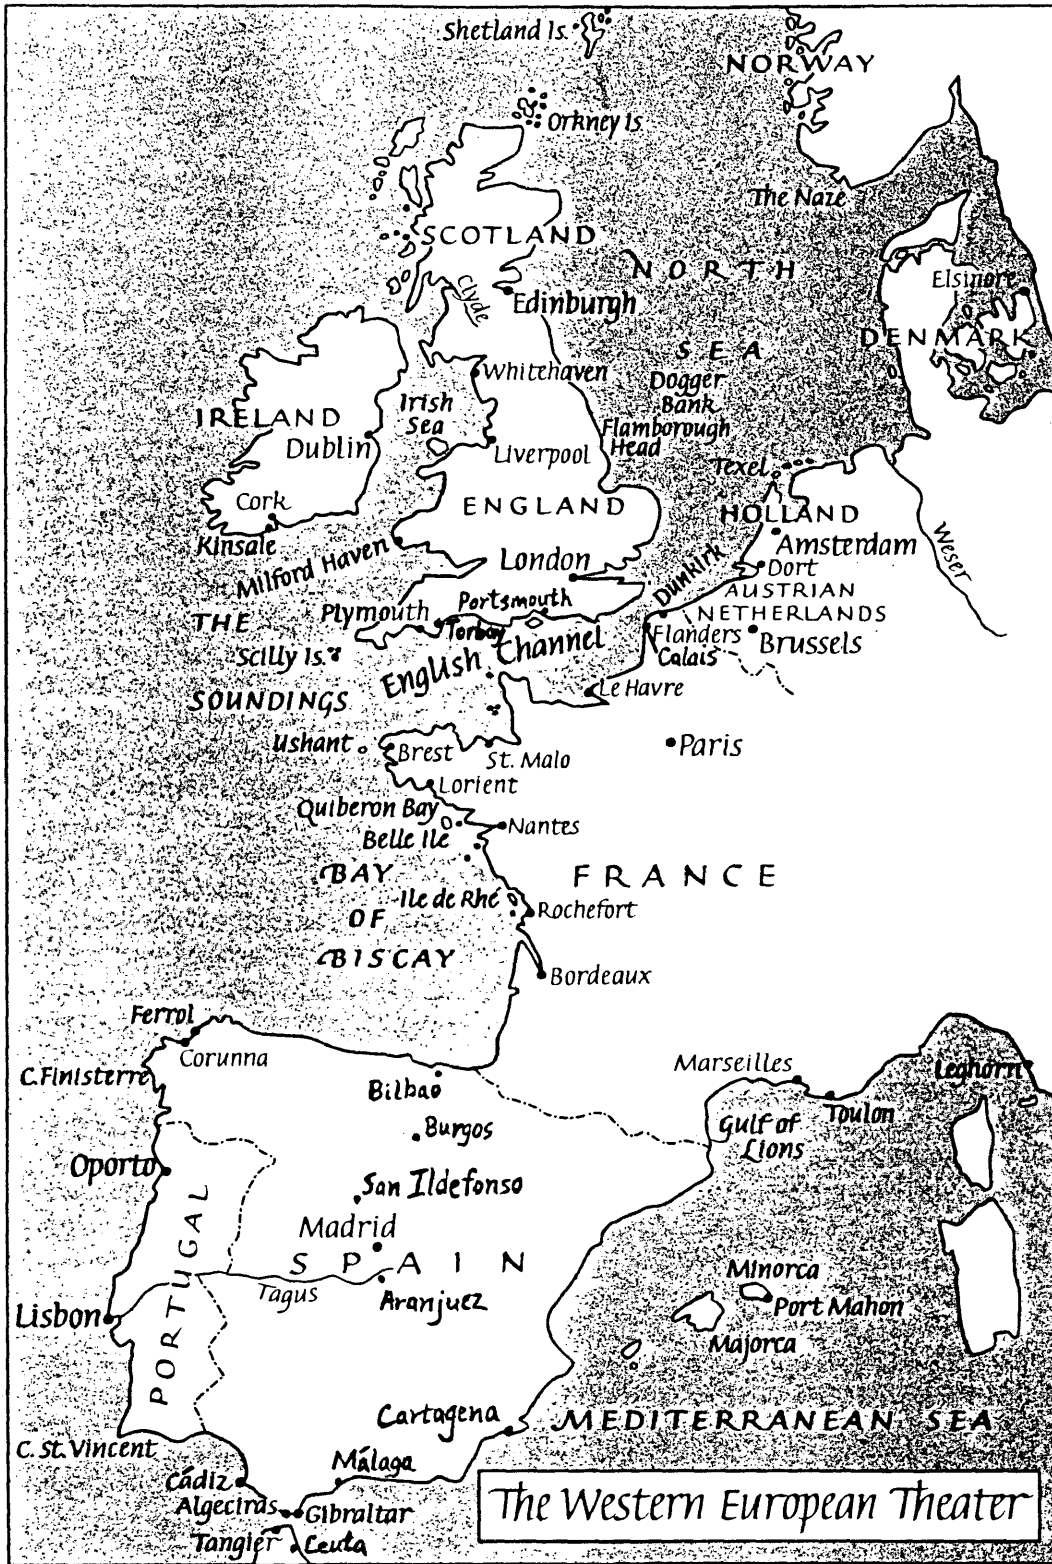 Shetland Is.
NORWAY
Orkney Is
The Naze
SCOTLAND
NORTH
SEA
Elsinore
Clyde
Edinburgh
DENMARK
Whitehaven
Dogger
Bank
Irish
Sea
IRELAND
Dublin
Flamborough
Head
Liverpool
Texel
Cork
ENGLAND
HOLLAND
Kinsale
Milford Haven
Amsterdam
Weser
London
Dunkirk
Dort
AUSTRIAN
NETHERLANDS
Plymouth
Portsmouth
Torbay
THE
SOUNDINGS
Scilly Is.
English Channel
Flanders
Calais
Brussels
Le Havre
Ushant
Brest
St. Malo
Paris
Lorient
Quiberon Bay
Belle Ile
Nantes
BAY
OF
BISCAY
FRANCE
Ile de Rhé
Rochefort
Bordeaux
Ferrol
Corunna
C. Finisterre
Bilbao
Marseilles
Leghorn
Toulon
Burgos
Gulf of
Lions
Oporto
San Ildefonso
PORTUGAL
Madrid
SPAIN
Tagus
Aranjuez
Minorca
Port Mahon
Majorca
Lisbon
Cartagena
MEDITERRANEAN SEA
C. St. Vincent
Málaga
Cádiz
Algeciras
Gibraltar
Tangier
Ceuta
The Western European Theater